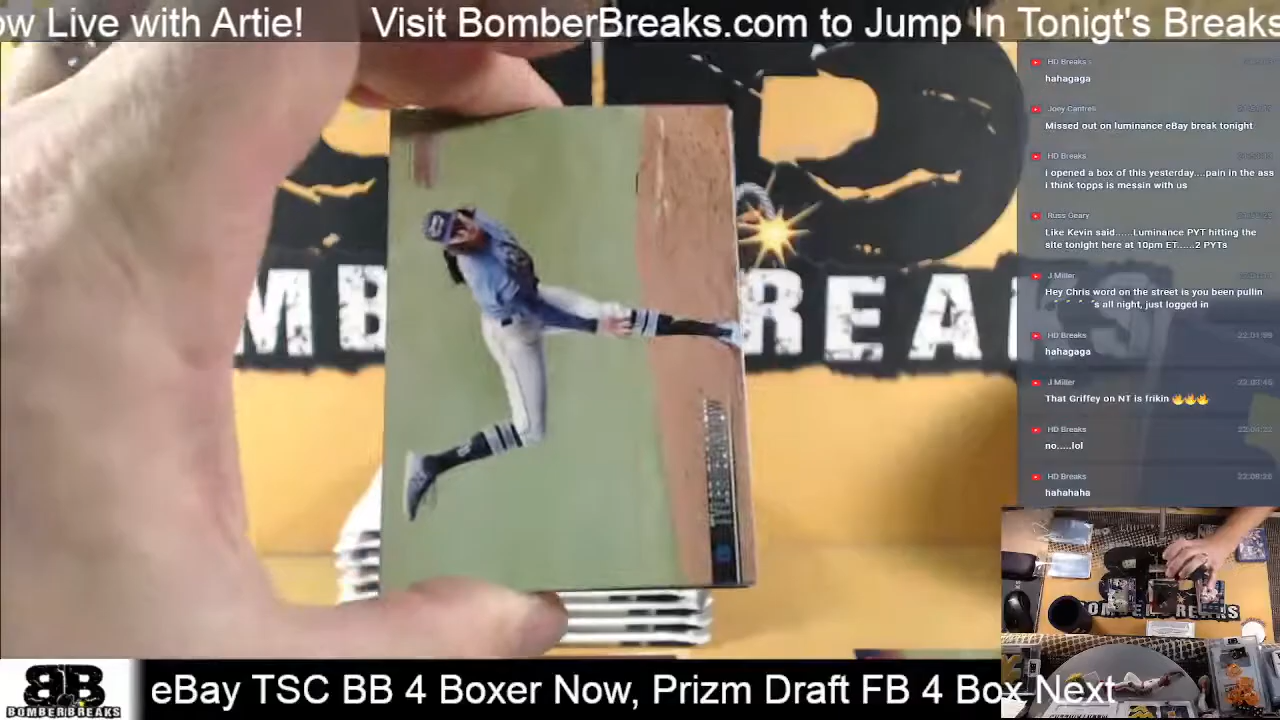 ow Live with Artie!
Visit BomberBreaks.com to Jump In Tonigt's Breaks
HD Breaks
hahagaga
Joey Cantrell
Missed out on luminance eBay break tonight
HD Breaks
i opened a box of this yesterday....pain in the ass
i think topps is messin with us
Russ Geary
Like Kevin said......Luminance PYT hitting the
site tonight here at 10pm ET......2 PYTs
J Miller
Hey Chris word on the street is you been pullin
's all night, just logged in
HD Breaks
hahagaga
J Miller
That Griffey on NT is frikin 🔥🔥🔥
HD Breaks
no.....lol
HD Breaks
hahahaha
REA
BOMBERBREAKS
eBay TSC BB 4 Boxer Now, Prizm Draft FB 4 Box Next